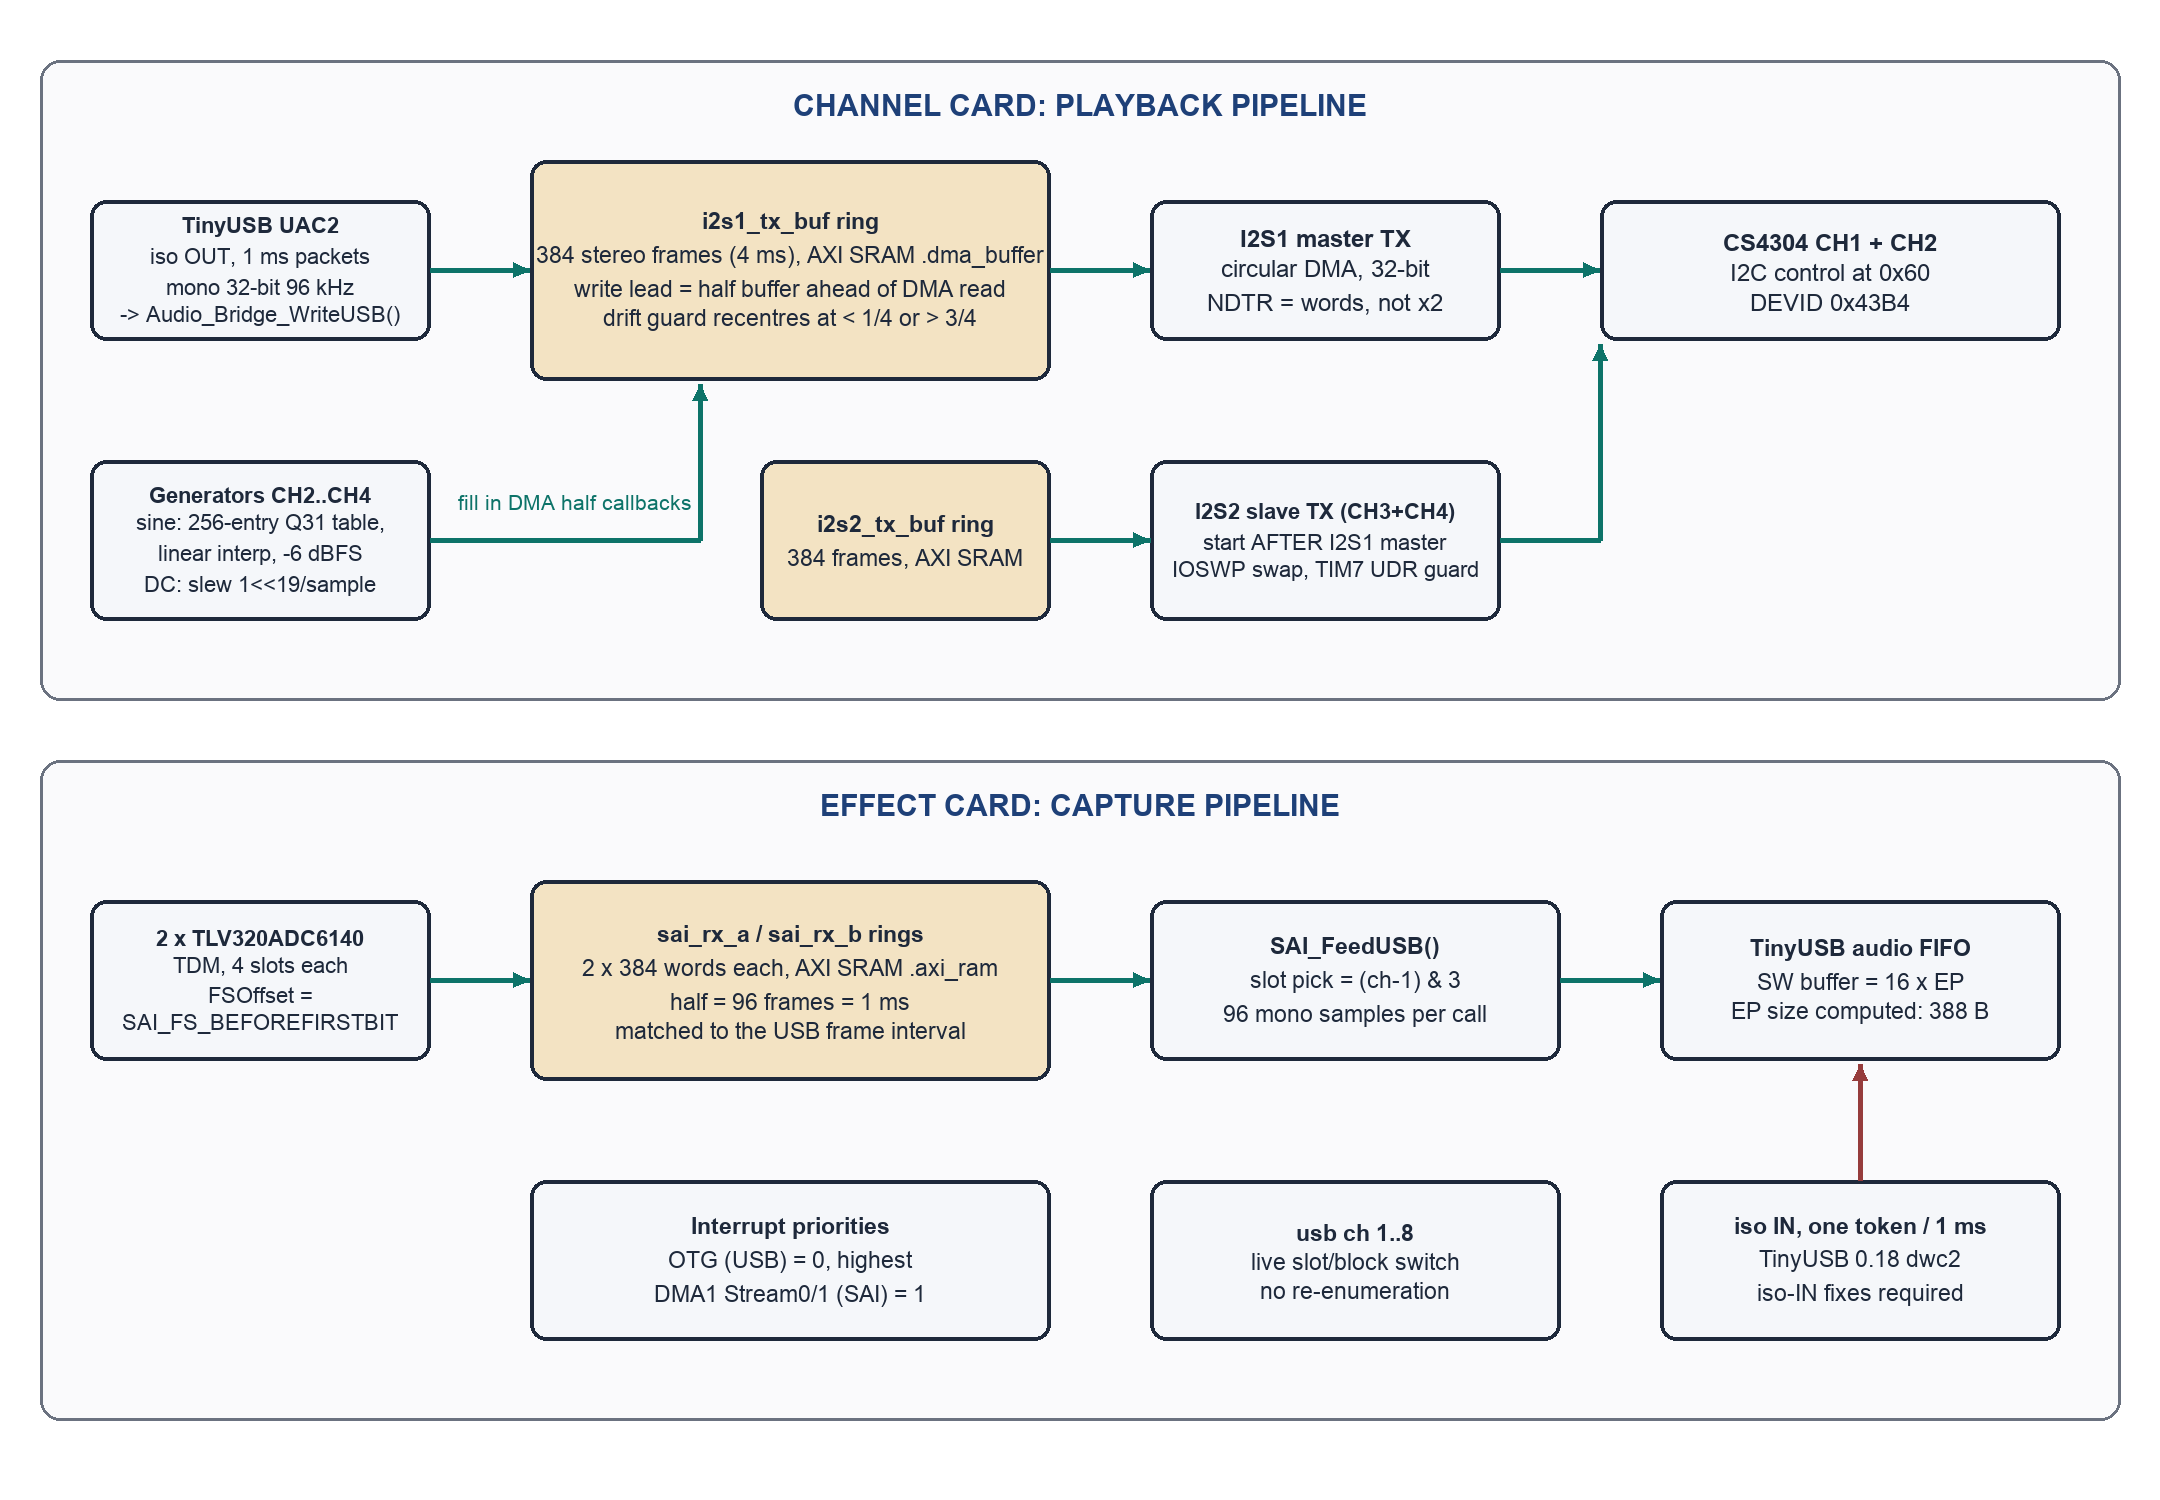 CHANNEL CARD: PLAYBACK PIPELINE
TinyUSB UAC2
iso OUT, 1 ms packets
mono 32-bit 96 kHz
-> Audio_Bridge_WriteUSB()
i2s1_tx_buf ring
384 stereo frames (4 ms), AXI SRAM .dma_buffer
write lead = half buffer ahead of DMA read
drift guard recentres at < 1/4 or > 3/4
I2S1 master TX
circular DMA, 32-bit
NDTR = words, not x2
CS4304 CH1 + CH2
I2C control at 0x60
DEVID 0x43B4
Generators CH2..CH4
sine: 256-entry Q31 table,
linear interp, -6 dBFS
DC: slew 1<<19/sample
fill in DMA half callbacks
i2s2_tx_buf ring
384 frames, AXI SRAM
I2S2 slave TX (CH3+CH4)
start AFTER I2S1 master
IOSWP swap, TIM7 UDR guard
EFFECT CARD: CAPTURE PIPELINE
2 x TLV320ADC6140
TDM, 4 slots each
FSOffset =
SAI_FS_BEFOREFIRSTBIT
sai_rx_a / sai_rx_b rings
2 x 384 words each, AXI SRAM .axi_ram
half = 96 frames = 1 ms
matched to the USB frame interval
SAI_FeedUSB()
slot pick = (ch-1) & 3
96 mono samples per call
TinyUSB audio FIFO
SW buffer = 16 x EP
EP size computed: 388 B
Interrupt priorities
OTG (USB) = 0, highest
DMA1 Stream0/1 (SAI) = 1
usb ch 1..8
live slot/block switch
no re-enumeration
iso IN, one token / 1 ms
TinyUSB 0.18 dwc2
iso-IN fixes required